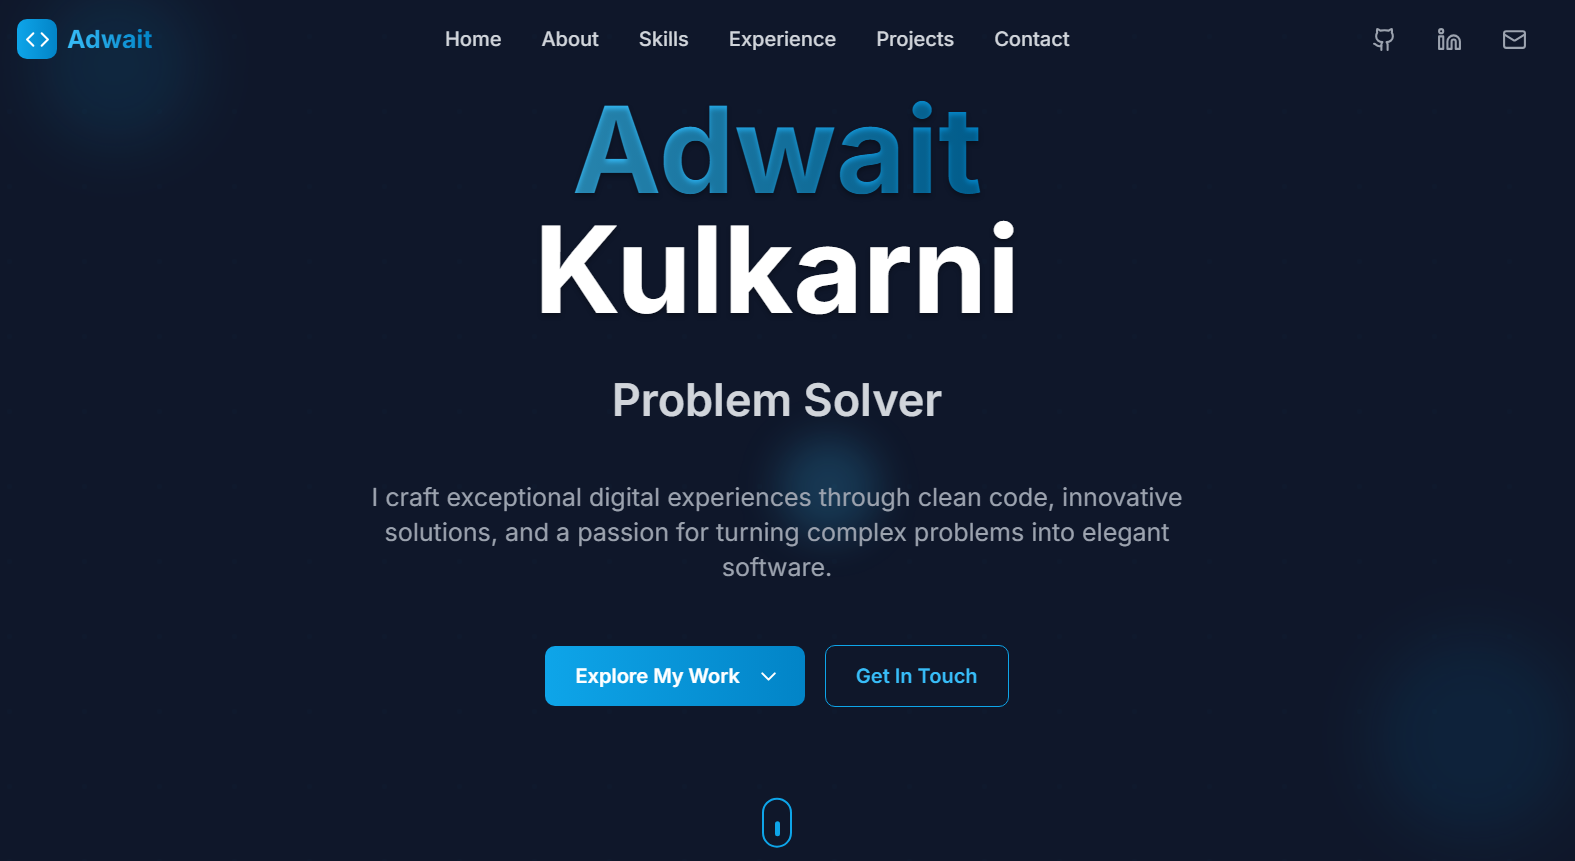 Adwait
Home About Skills Experience Projects Contact
Adwait
Kulkarni
Problem Solver
I craft exceptional digital experiences through clean code, innovative
solutions, and a passion for turning complex problems into elegant
software.
Explore My Work
Get In Touch